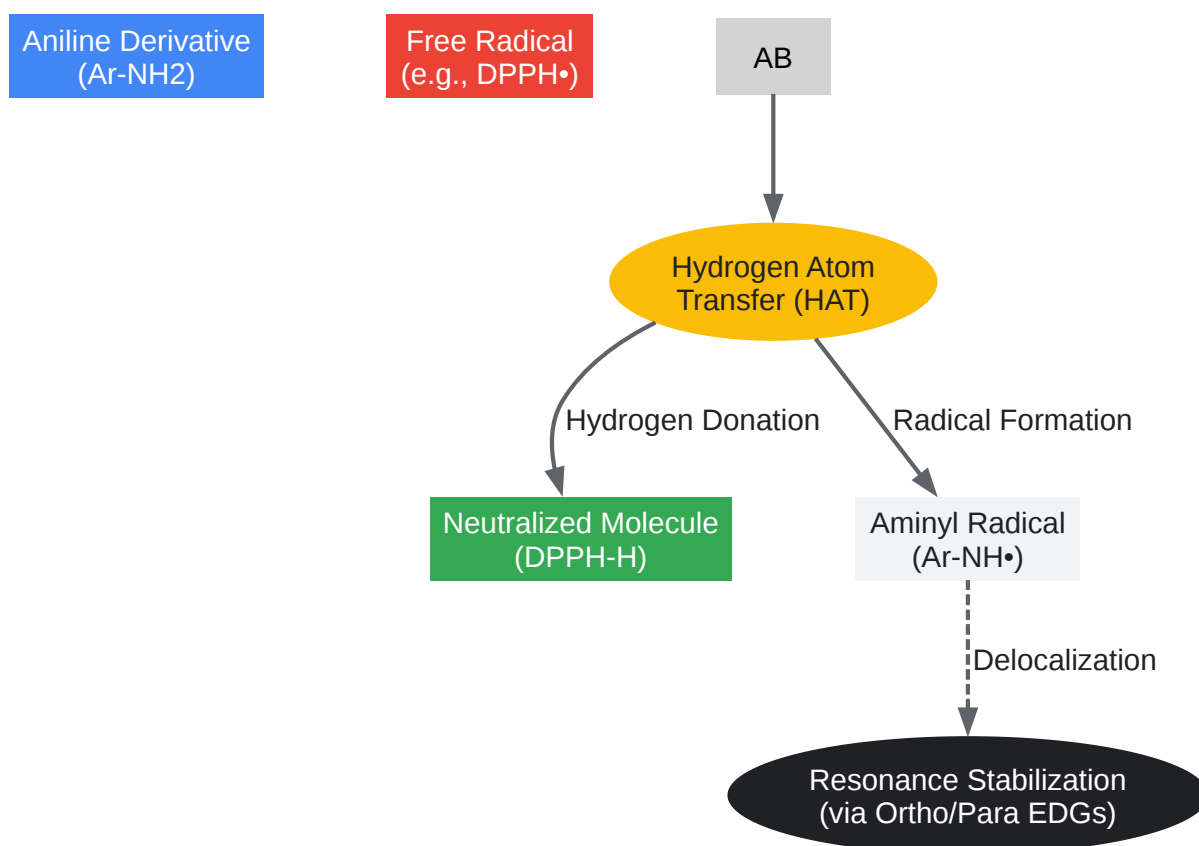 Aniline Derivative
(Ar-NH2)
Free Radical
(e.g., DPPH•)
AB
Hydrogen Atom
Transfer (HAT)
Hydrogen Donation
Radical Formation
Neutralized Molecule
(DPPH-H)
Aminyl Radical
(Ar-NH•)
Delocalization
Resonance Stabilization
(via Ortho/Para EDGs)